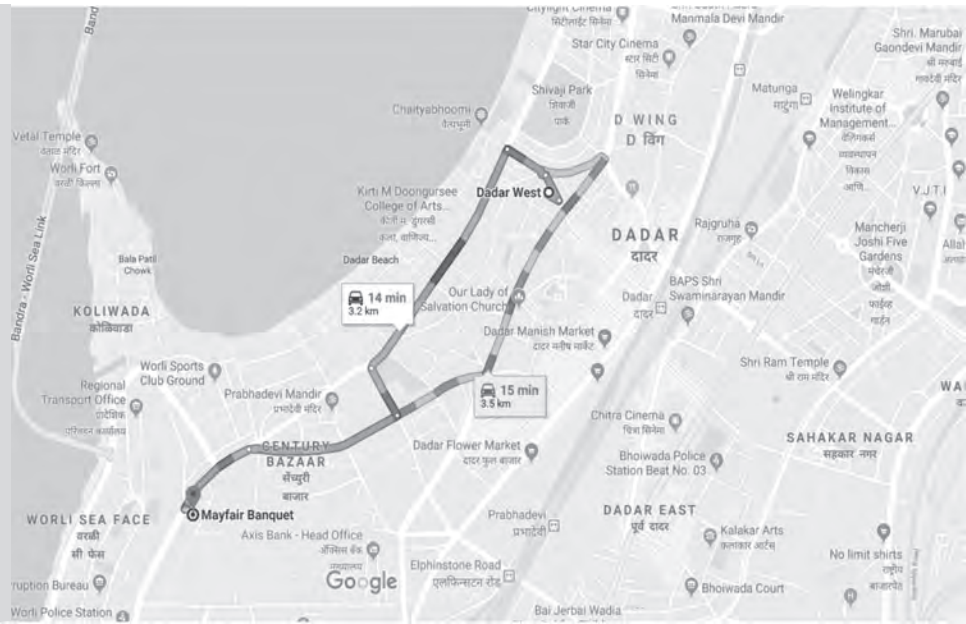 Citylight Cinema
सिटीलाईट सिनेमा
Manmala Devi Mandir
Star City Cinema
स्टार सिटी
सिनेमा
Shri. Marubai
Gaondevi Mandir
Shivaji Park
शिवाजी
पार्क
Matunga
माटुंगा
Welingkar
Institute of
Management...
Chaityabhoomi
चैत्यभूमी
D WING
D विंग
Vetal Temple
वेताळ मंदिर
Worli Fort
वरळी किल्ला
Bandra - Worli Sea Link
Kirti M Doongursee
College of Arts...
Dadar West
V.J.T.I
Bala Patil
Chowk
Dadar Beach
DADAR
दादर
Rajgruha
राजगृह
Mancherji
Joshi Five
Gardens
14 min
3.2 km
Our Lady of
Salvation Church
Dadar
दादर
BAPS Shri
Swaminarayan Mandir
KOLIWADA
कोळिवाडा
Dadar Manish Market
दादर मनीष मार्केट
Worli Sports
Club Ground
Shri Ram Temple
श्री राम मंदिर
Regional
Transport Office
Prabhadevi Mandir
प्रभादेवी मंदिर
15 min
3.5 km
Chitra Cinema
चित्रा सिनेमा
CENTURY
BAZAAR
सेंच्युरी
बाजार
Dadar Flower Market
दादर फुल बाजार
Bhoiwada Police
Station Beat No. 03
SAHAKAR NAGAR
सहकार नगर
WORLI SEA FACE
वरळी
सी फेस
Mayfair Banquet
Prabhadevi
प्रभादेवी
DADAR EAST
पूर्व दादर
Kalakar Arts
कलाकार आर्टस्
Axis Bank - Head Office
No limit shirts
ruption Bureau
Google
Elphinstone Road
एलफिन्सटन रोड
Bhoiwada Court
Worli Police Station
Bai Jerbai Wadia